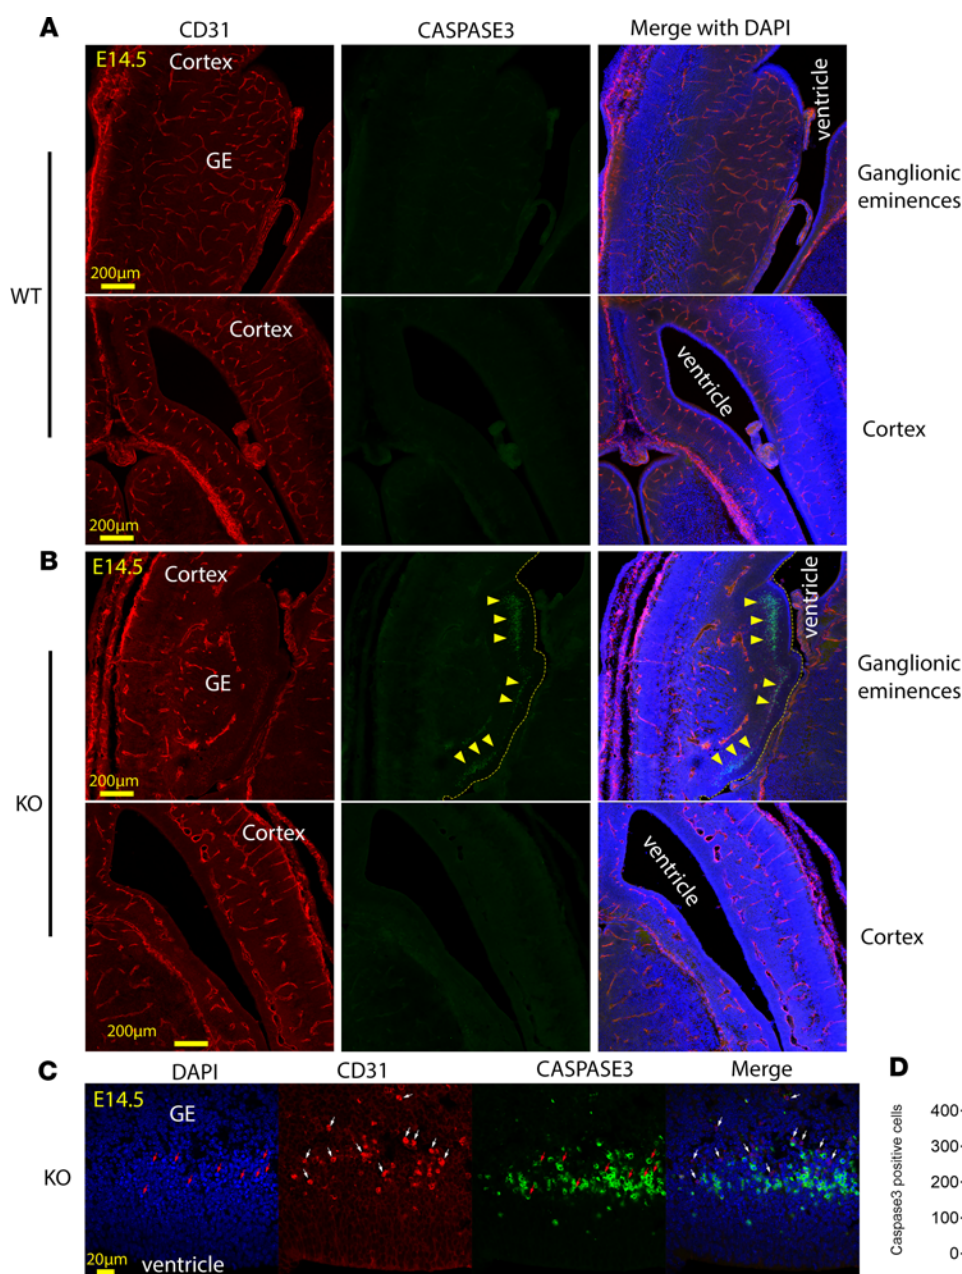 A
CD31
CASPASE3
Merge with DAPI
E14.5
Cortex
GE
200µm
ventricle
Ganglionic
eminences
WT
Cortex
200µm
ventricle
Cortex
B
E14.5
Cortex
GE
200µm
ventricle
Ganglionic
eminences
KO
Cortex
200µm
ventricle
Cortex
C
DAPI
CD31
CASPASE3
Merge
D
E14.5
GE
KO
20µm
ventricle
Caspase3 positive cells
400
300
200
100
0